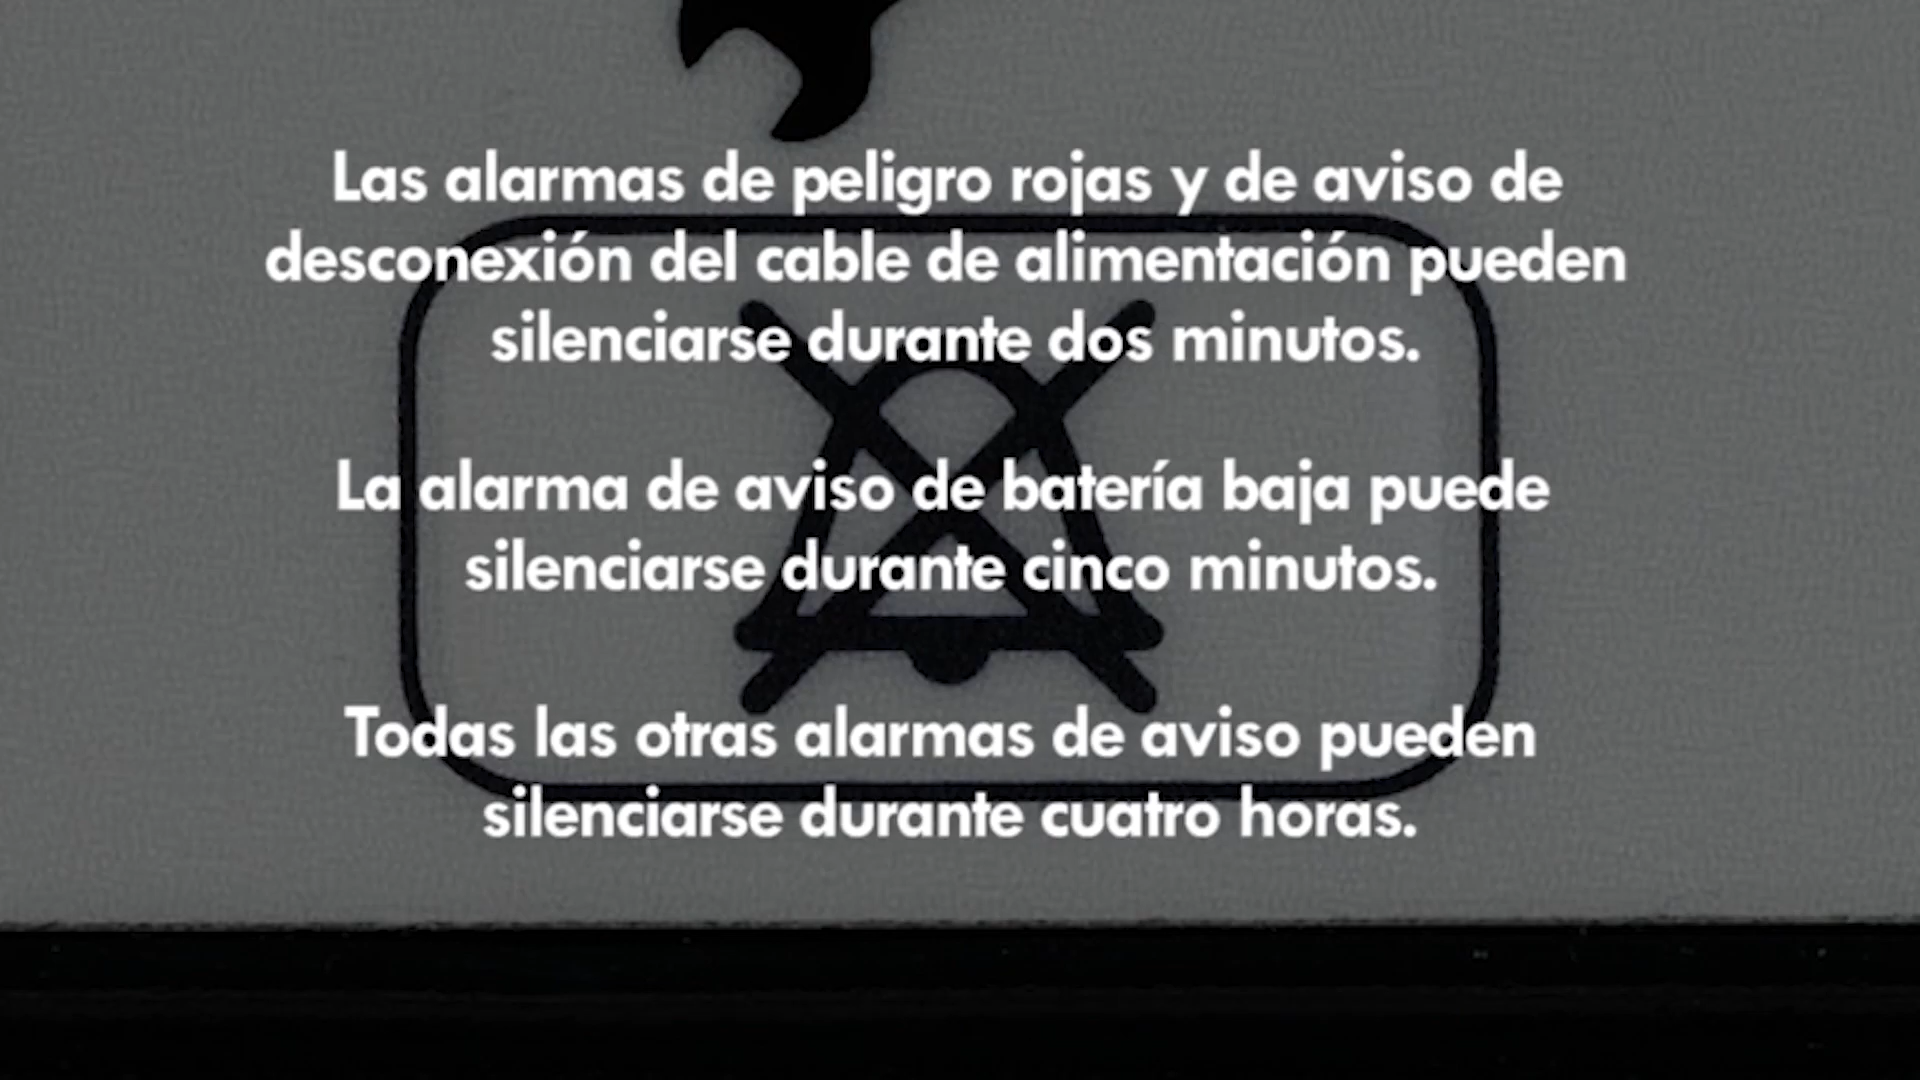 Las alarmas de peligro rojas y de aviso de
desconexión del cable de alimentación pueden
silenciarse durante dos minutos.
La alarma de aviso de batería baja puede
silenciarse durante cinco minutos.
Todas las otras alarmas de aviso pueden
silenciarse durante cuatro horas.